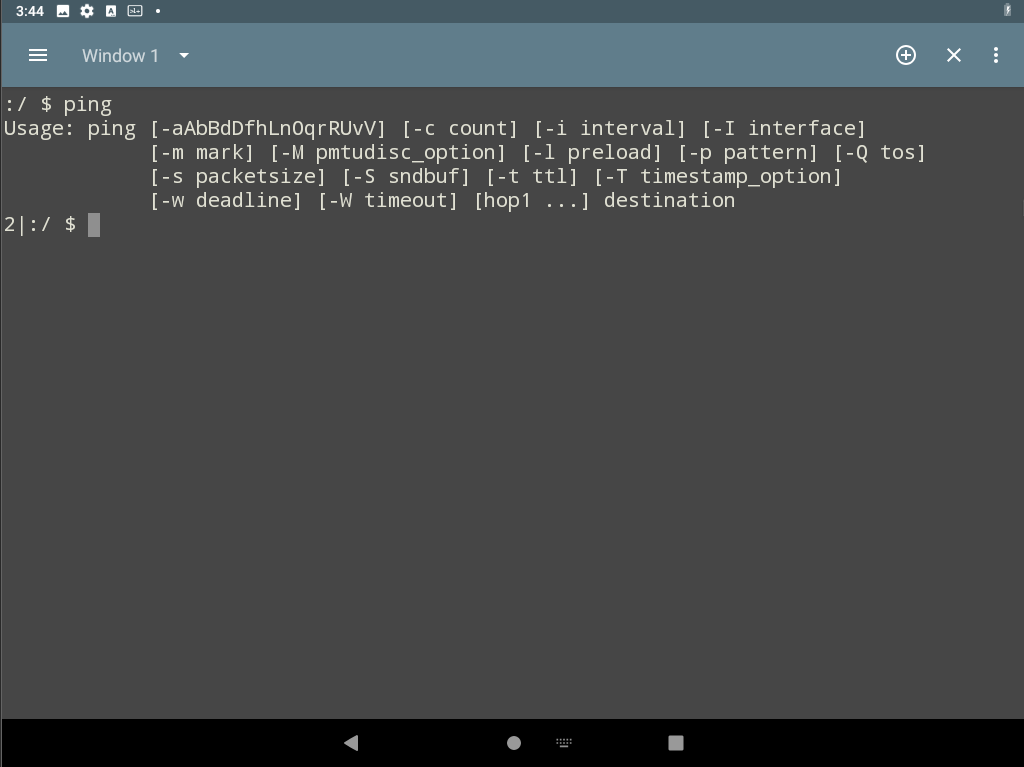 3:44
Window 1
:/ $ ping
Usage: ping [-aAbBdDfhLnOqrRUvV] [-c count] [-i interval] [-I interface]
            [-m mark] [-M pmtudisc_option] [-l preload] [-p pattern] [-Q tos]
            [-s packetsize] [-S sndbuf] [-t ttl] [-T timestamp_option]
            [-w deadline] [-W timeout] [hop1 ...] destination
2|:/ $